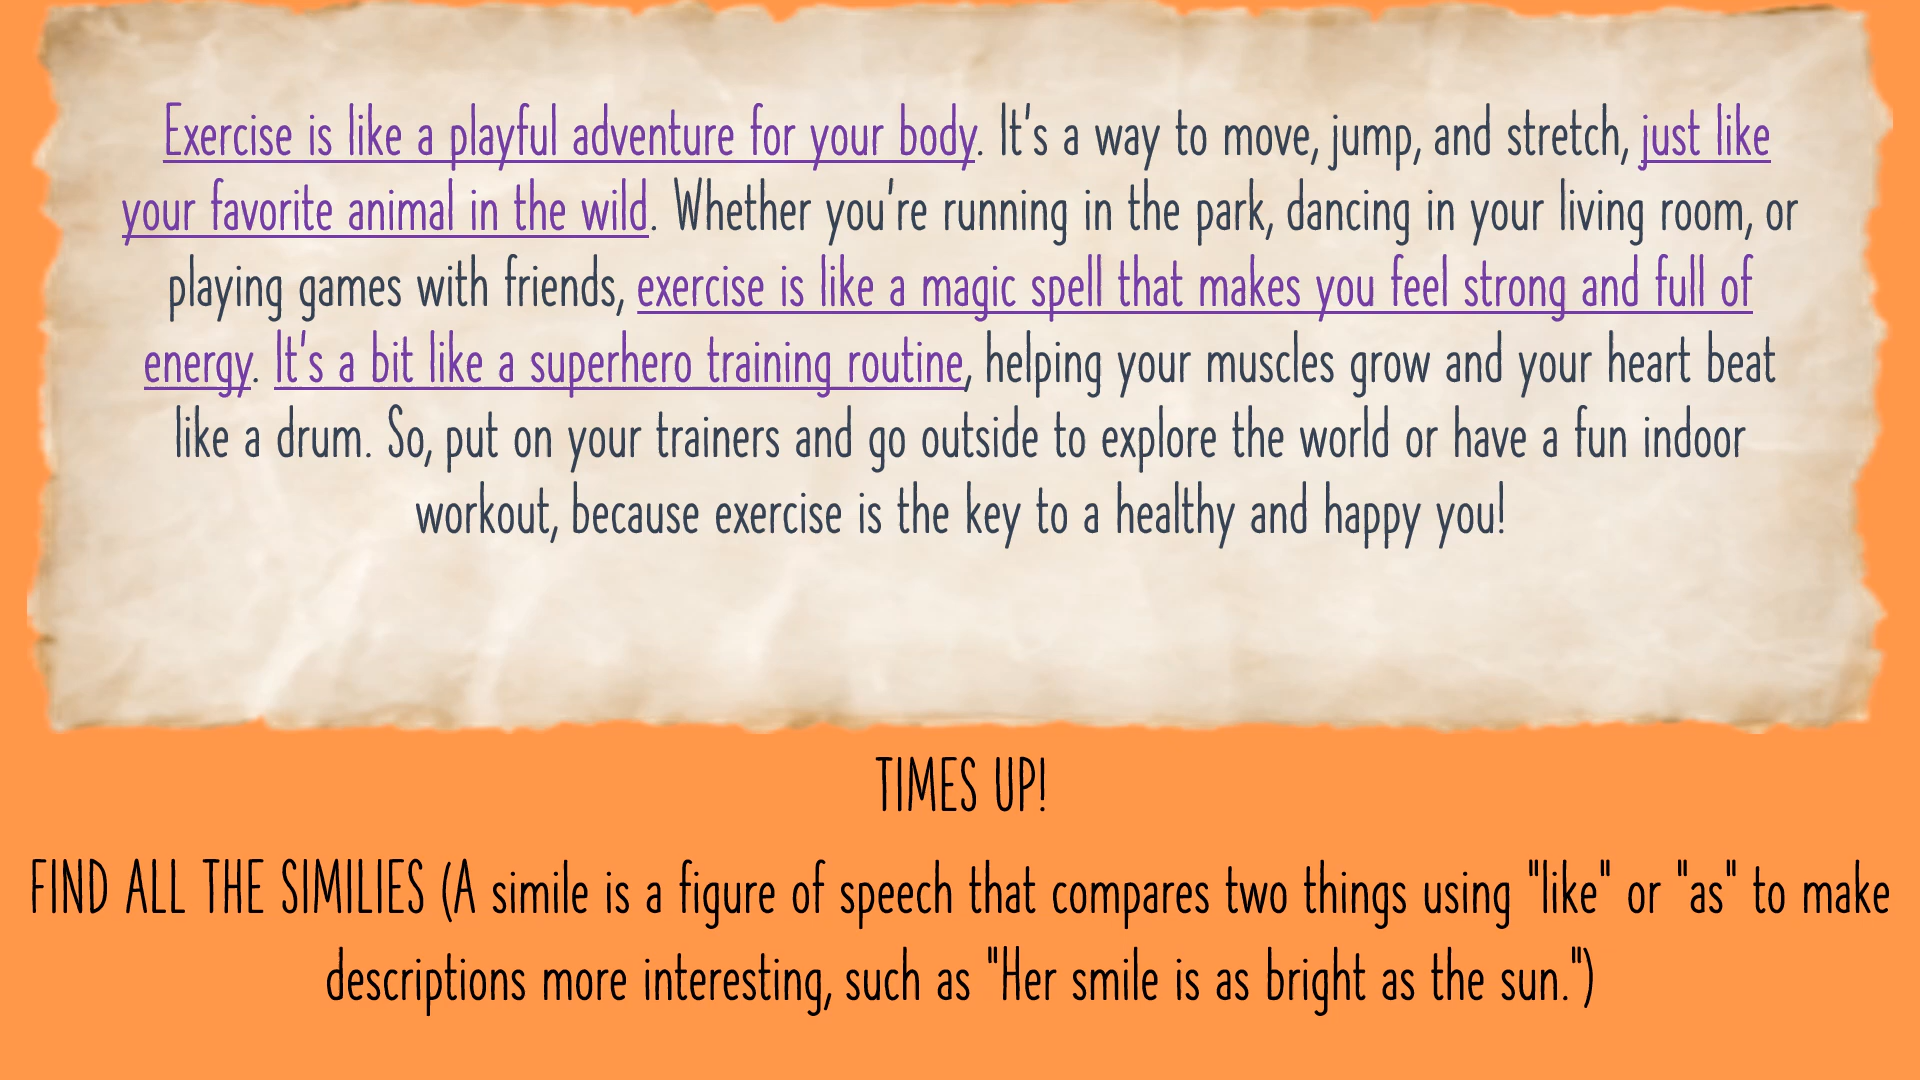 Exercise is like a playful adventure for your body. It's a way to move, jump, and stretch, just like
your favorite animal in the wild. Whether you're running in the park, dancing in your living room, or
playing games with friends, exercise is like a magic spell that makes you feel strong and full of
energy. It's a bit like a superhero training routine, helping your muscles grow and your heart beat
like a drum. So, put on your trainers and go outside to explore the world or have a fun indoor
workout, because exercise is the key to a healthy and happy you!
TIMES UP!
FIND ALL THE SIMILIES (A simile is a figure of speech that compares two things using "like" or "as" to make
descriptions more interesting, such as "Her smile is as bright as the sun.")